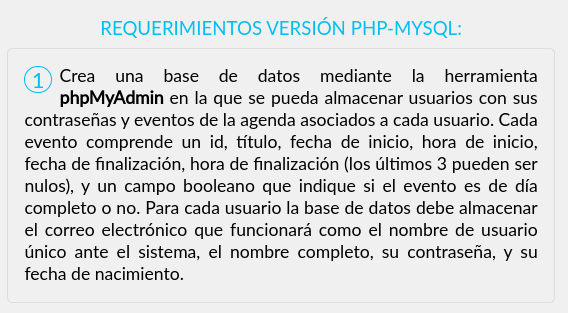 REQUERIMIENTOS VERSIÓN PHP-MYSQL:
1 Crea una base de datos mediante la herramienta
phpMyAdmin en la que se pueda almacenar usuarios con sus
contraseñas y eventos de la agenda asociados a cada usuario. Cada
evento comprende un id, título, fecha de inicio, hora de inicio,
fecha de finalización, hora de finalización (los últimos 3 pueden ser
nulos), y un campo booleano que indique si el evento es de día
completo o no. Para cada usuario la base de datos debe almacenar
el correo electrónico que funcionará como el nombre de usuario
único ante el sistema, el nombre completo, su contraseña, y su
fecha de nacimiento.